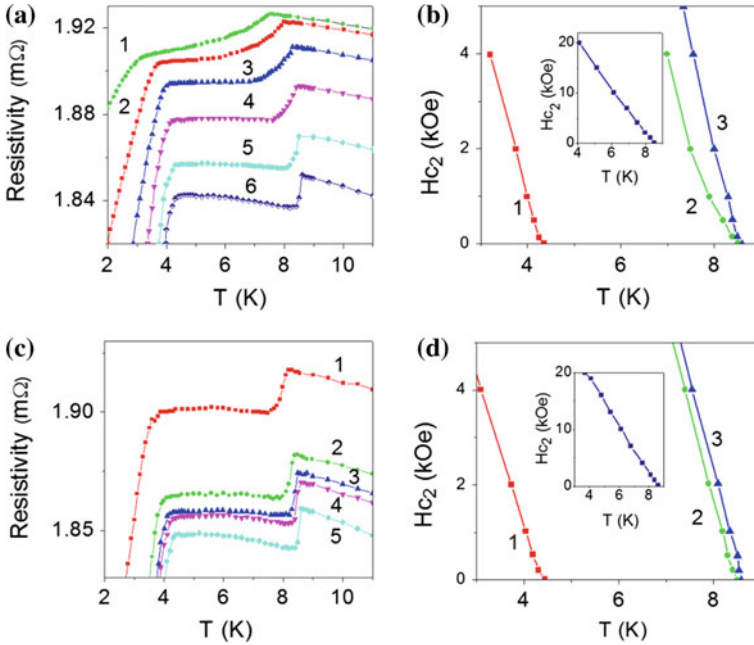 (a)
1.92
1.88
1.84
Resistivity (mΩ)
1
2
3
4
5
6
2 4 6 8 10
T (K)
(b)
4
2
0
Hc₂ (kOe)
1
2
3
4 6 8
T (K)
20
10
0
Hc₂ (kOe)
4 6 8
T (K)
(c)
1.90
1.85
Resistivity (mΩ)
1
2
3
4
5
2 4 6 8 10
T (K)
(d)
4
2
0
Hc₂ (kOe)
1
2
3
4 6 8
T (K)
20
10
0
Hc₂ (kOe)
4 5 6 7 8
T (K)